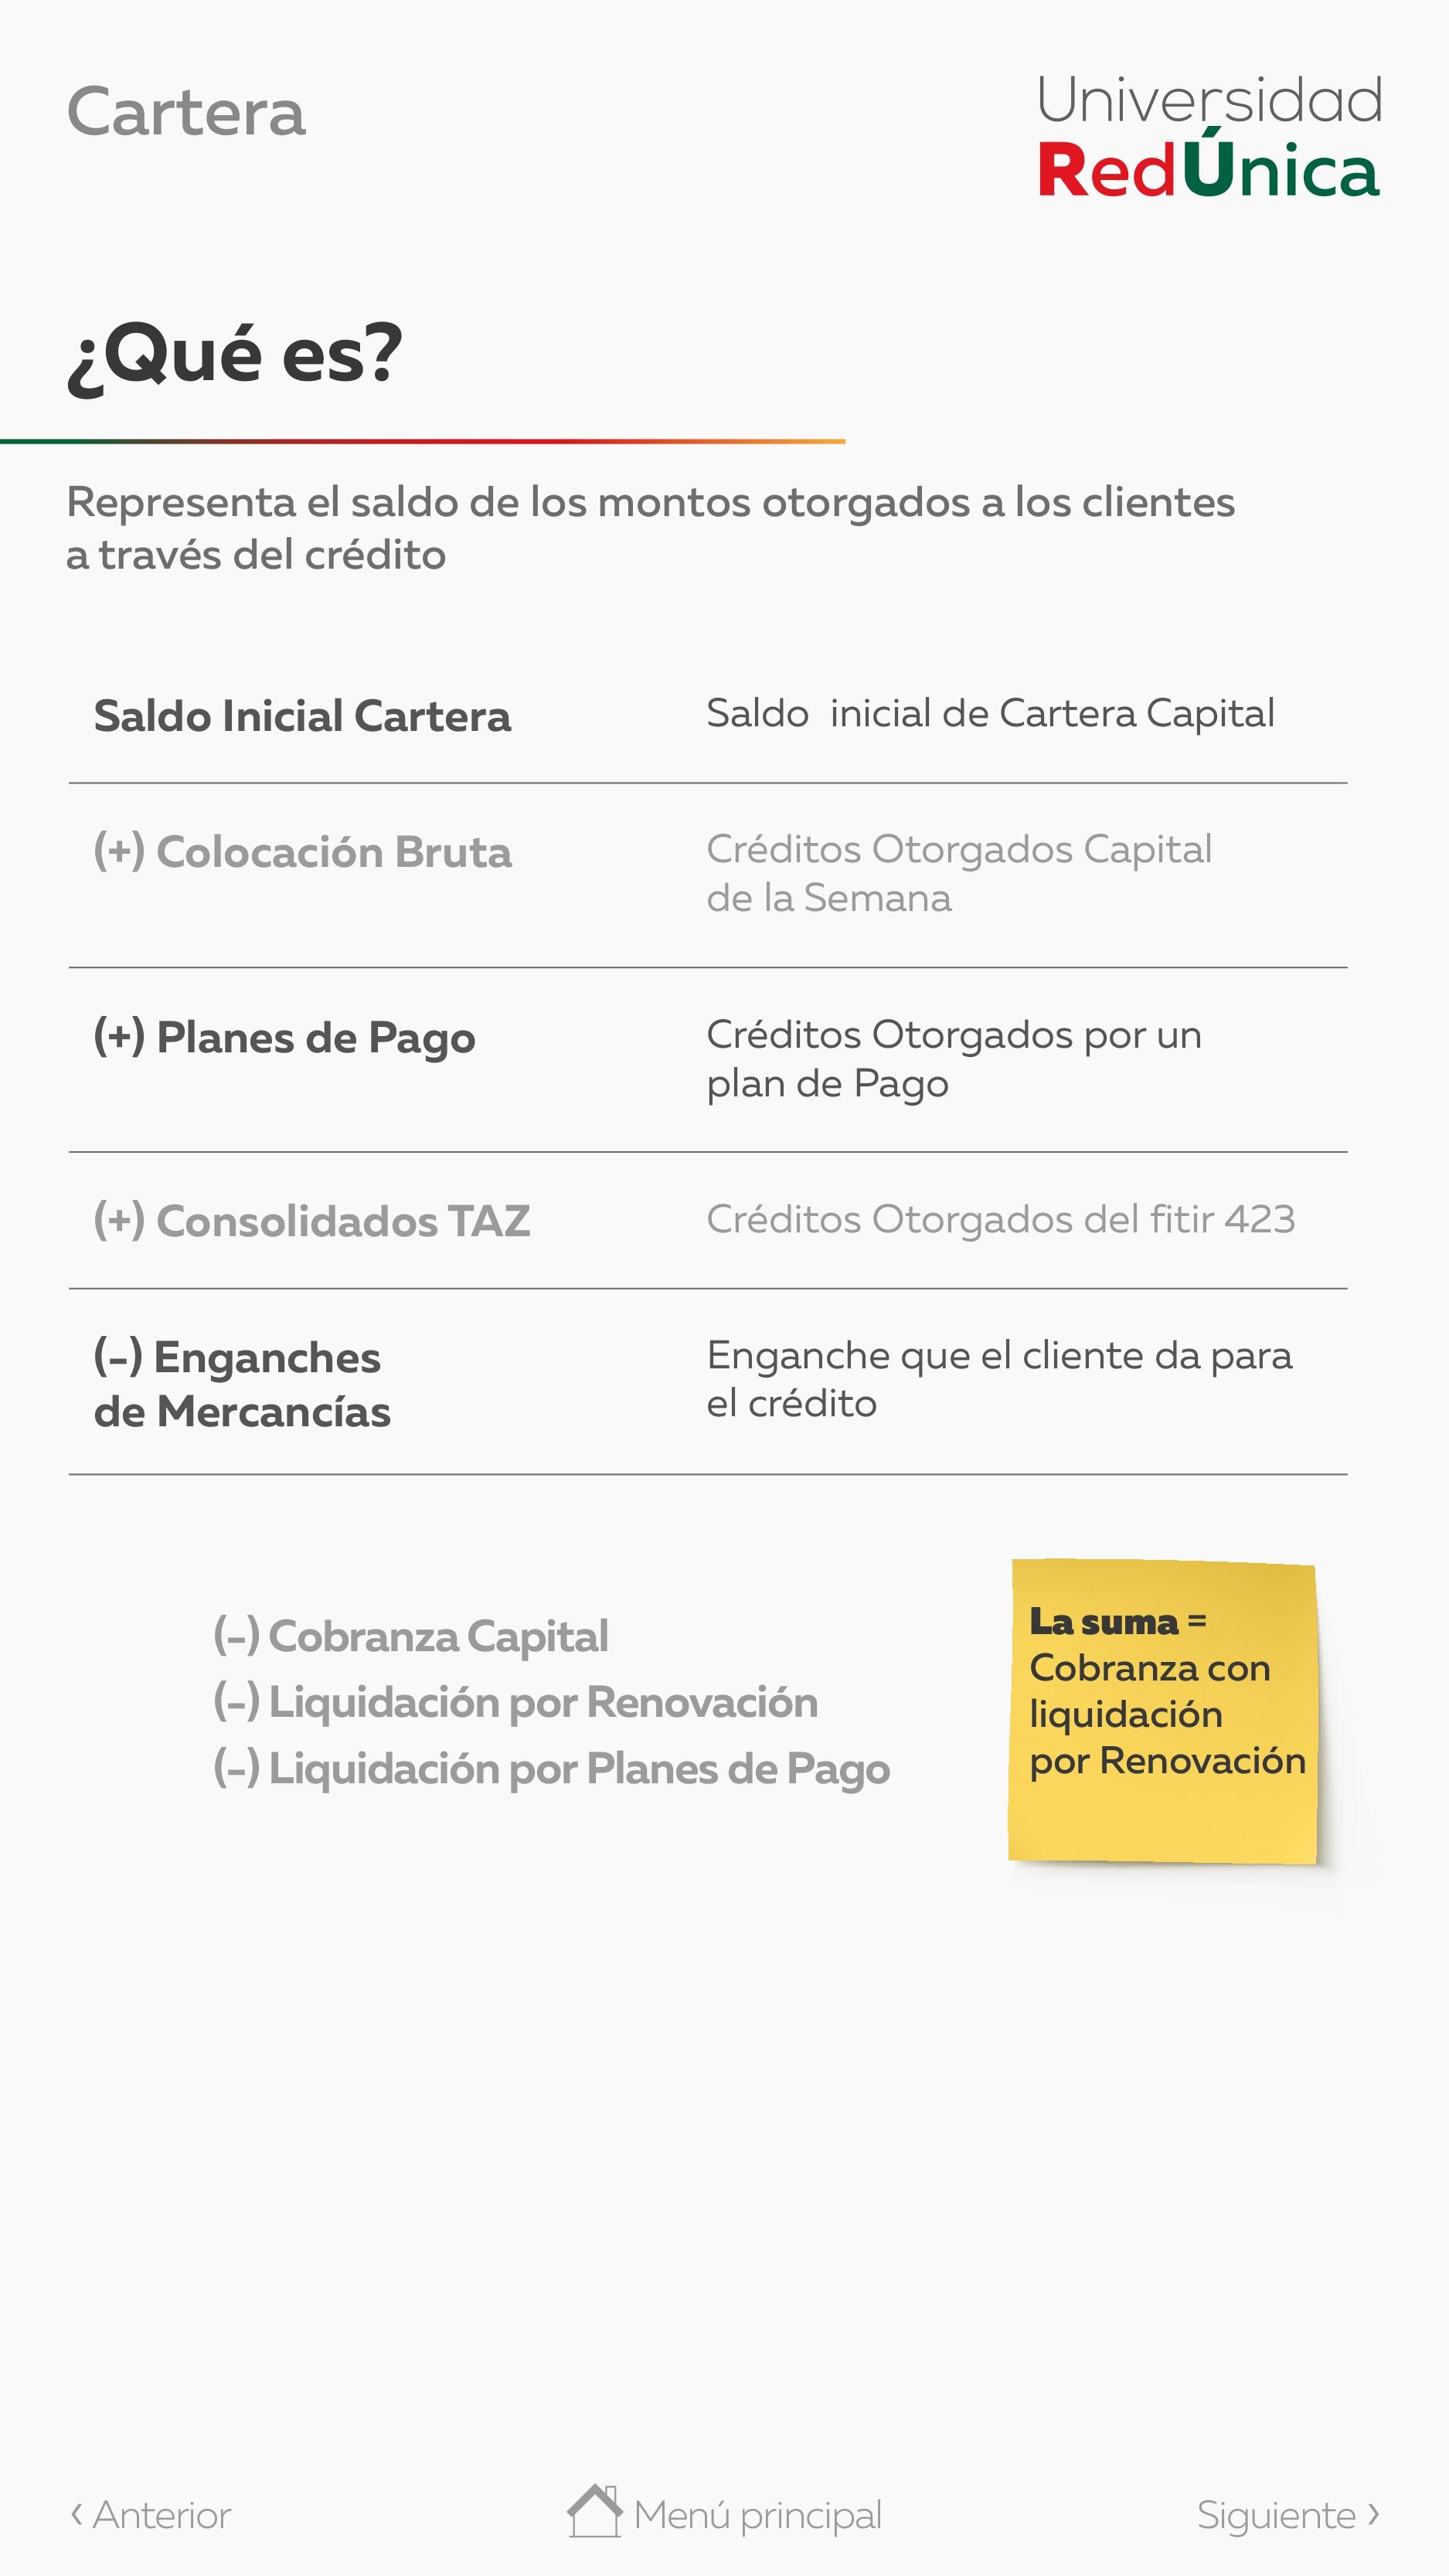 Cartera
Universidad
RedÚnica
¿Qué es?
Representa el saldo de los montos otorgados a los clientes
a través del crédito
Saldo Inicial Cartera
Saldo  inicial de Cartera Capital
(+) Colocación Bruta
Créditos Otorgados Capital
de la Semana
(+) Planes de Pago
Créditos Otorgados por un
plan de Pago
(+) Consolidados TAZ
Créditos Otorgados del fitir 423
(-) Enganches
de Mercancías
Enganche que el cliente da para
el crédito
(-) Cobranza Capital
(-) Liquidación por Renovación
(-) Liquidación por Planes de Pago
La suma =
Cobranza con
liquidación
por Renovación
‹ Anterior
Menú principal
Siguiente ›